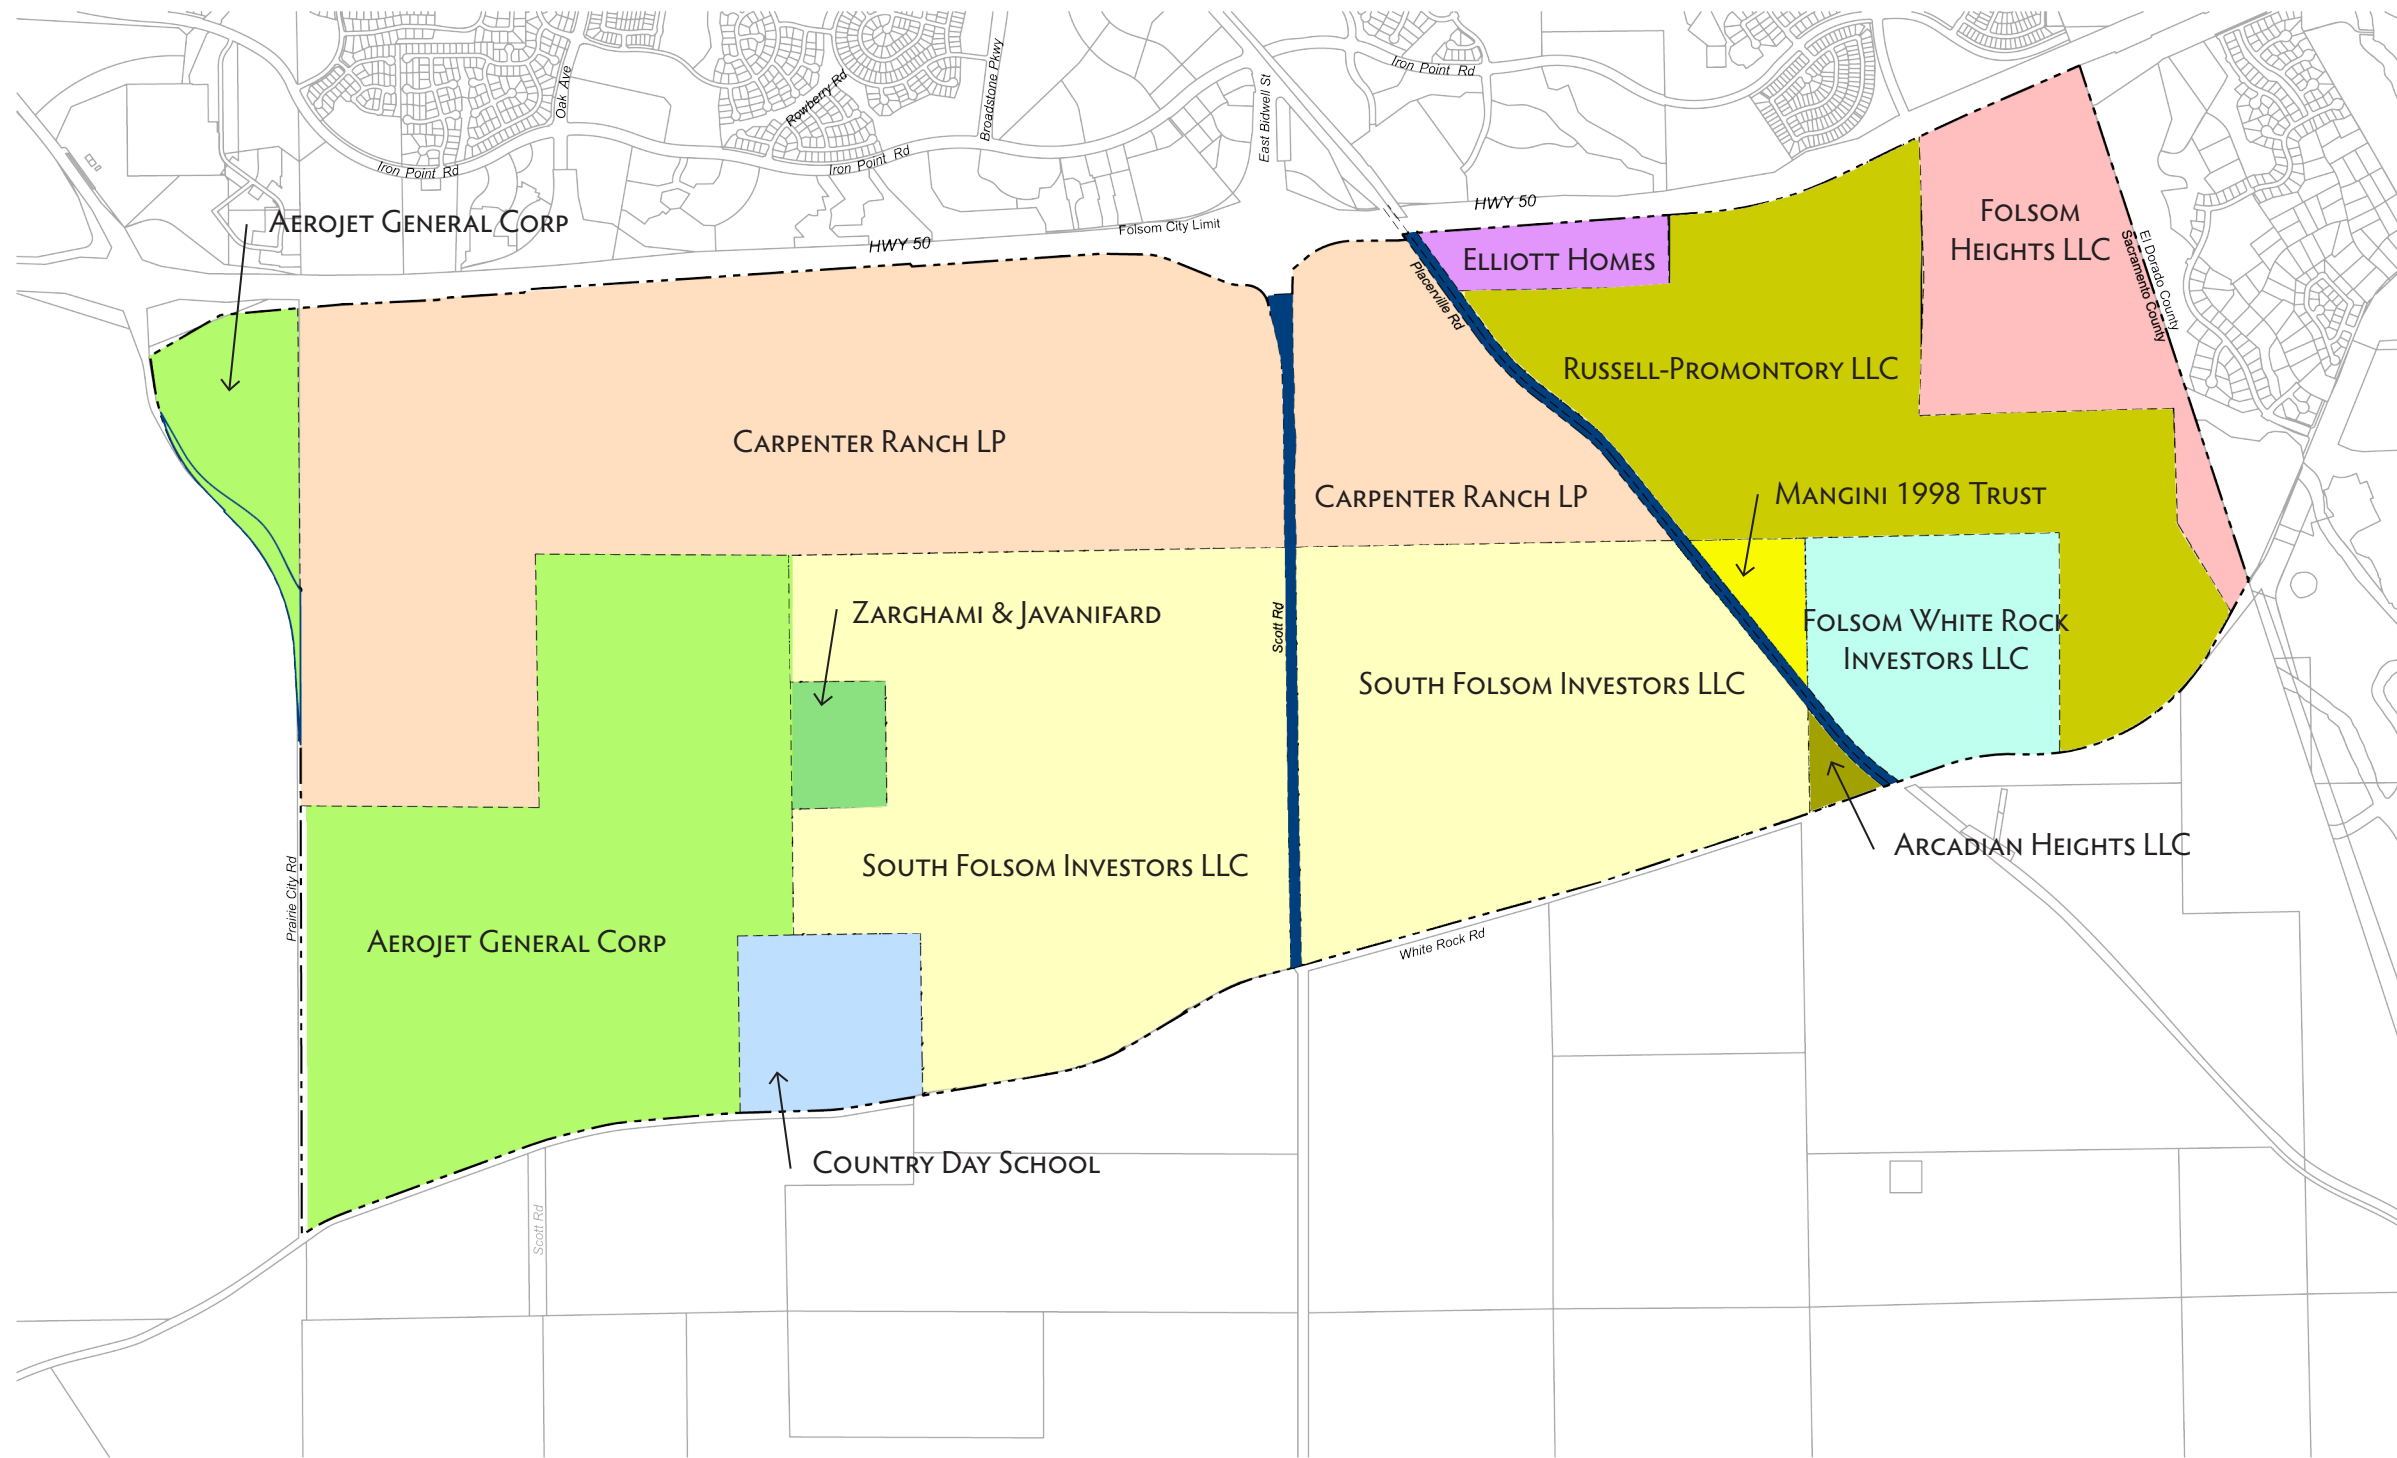 Oak Ave
Rowberry Rd
Broadstone Pkwy
East Bidwell St
Iron Point Rd
Iron Point Rd
Iron Point Rd
Aerojet General Corp
HWY 50
Folsom City Limit
HWY 50
Elliott Homes
Placerville Rd
Folsom
Heights LLC
El Dorado County
Sacramento County
Russell-Promontory LLC
Carpenter Ranch LP
Carpenter Ranch LP
Mangini 1998 Trust
Zarghami & Javanifard
Scott Rd
Folsom White Rock
Investors LLC
South Folsom Investors LLC
Arcadian Heights LLC
South Folsom Investors LLC
Prairie City Rd
Aerojet General Corp
White Rock Rd
Country Day School
Scott Rd